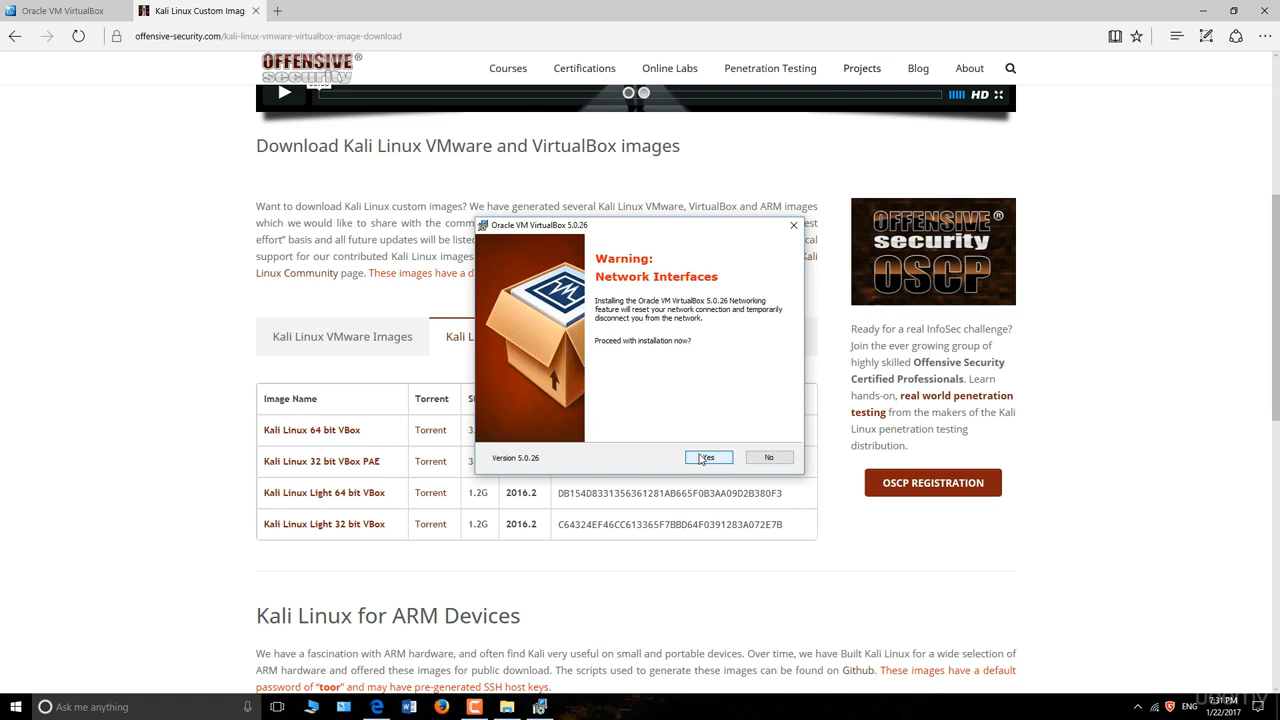 Oracle VM VirtualBox
Kali Linux Custom Imag
offensive-security.com/kali-linux-vmware-virtualbox-image-download
OFFENSIVE®
security
Courses Certifications Online Labs Penetration Testing Projects Blog About
HD
Download Kali Linux VMware and VirtualBox images
Want to download Kali Linux custom images? We have generated several Kali Linux VMware, VirtualBox and ARM images
which we would like to share with the comm
effort" basis and all future updates will be listed
support for our contributed Kali Linux images.
Linux Community page. These images have a d
est
cal
Kali
Kali Linux VMware Images
Kali L
Image Name Torrent S
Kali Linux 64 bit VBox Torrent 3.
Kali Linux 32 bit VBox PAE Torrent 3.
Kali Linux Light 64 bit VBox Torrent 1.2G 2016.2 DB154D8331356361281AB665F0B3AA09D2B380F3
Kali Linux Light 32 bit VBox Torrent 1.2G 2016.2 C64324EF46CC613365F7BBD64F0391283A072E7B
Oracle VM VirtualBox 5.0.26
Warning:
Network Interfaces
Installing the Oracle VM VirtualBox 5.0.26 Networking
feature will reset your network connection and temporarily
disconnect you from the network.
Proceed with installation now?
Version 5.0.26
Yes
No
OFFENSIVE®
security
OSCP
Ready for a real InfoSec challenge?
Join the ever growing group of
highly skilled Offensive Security
Certified Professionals. Learn
hands-on, real world penetration
testing from the makers of the Kali
Linux penetration testing
distribution.
OSCP REGISTRATION
Kali Linux for ARM Devices
We have a fascination with ARM hardware, and often find Kali very useful on small and portable devices. Over time, we have Built Kali Linux for a wide selection of
ARM hardware and offered these images for public download. The scripts used to generate these images can be found on Github. These images have a default
password of "toor" and may have pre-generated SSH host keys.
Ask me anything
ENG
7:31 PM
1/22/2017
udemy